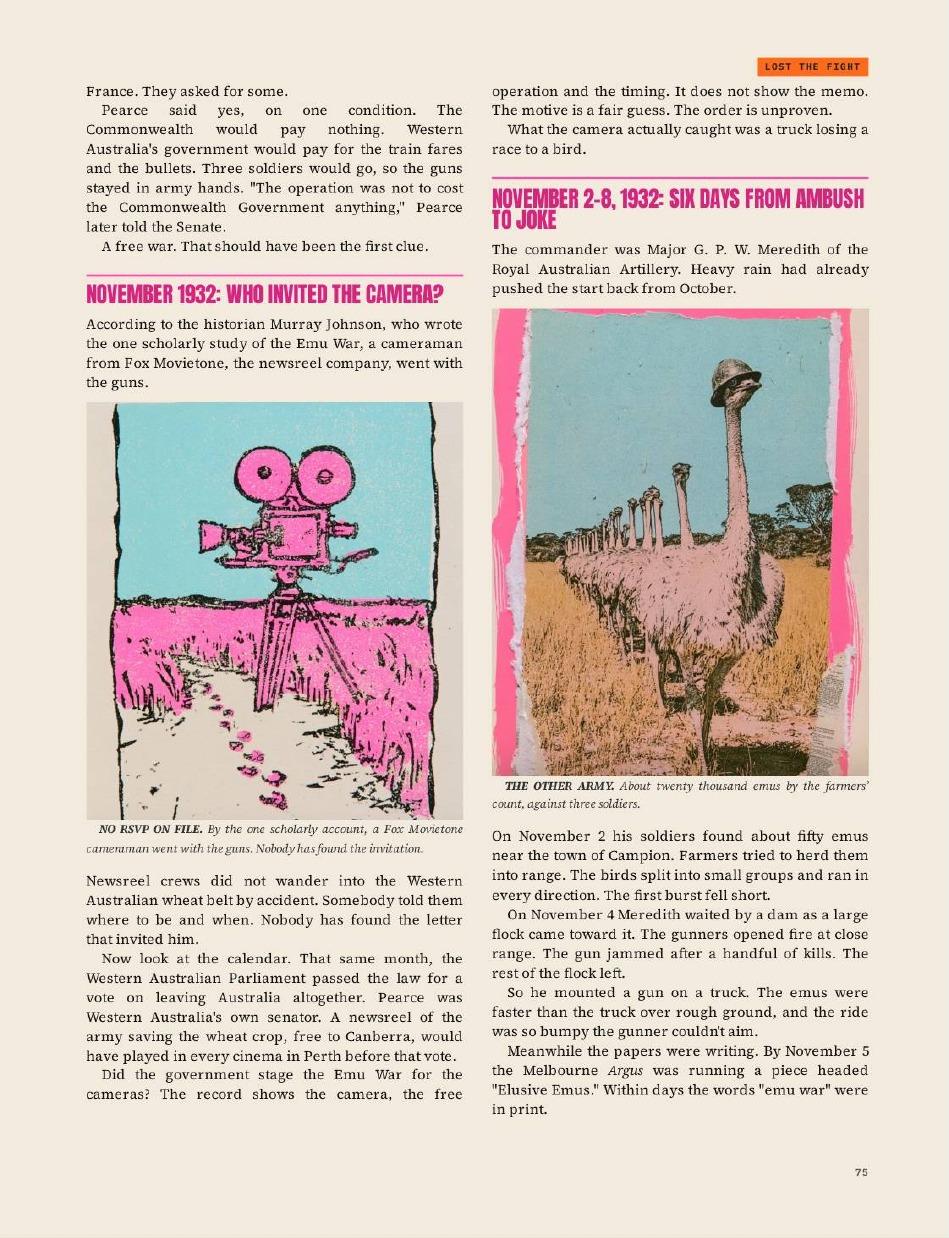 LOST THE FIGHT
France. They asked for some.
Pearce said yes, on one condition. The
Commonwealth would pay nothing. Western
Australia's government would pay for the train fares
and the bullets. Three soldiers would go, so the guns
stayed in army hands. "The operation was not to cost
the Commonwealth Government anything," Pearce
later told the Senate.
A free war. That should have been the first clue.
NOVEMBER 1932: WHO INVITED THE CAMERA?
According to the historian Murray Johnson, who wrote
the one scholarly study of the Emu War, a cameraman
from Fox Movietone, the newsreel company, went with
the guns.
NO RSVP ON FILE. By the one scholarly account, a Fox Movietone
cameraman went with the guns. Nobody has found the invitation.
Newsreel crews did not wander into the Western
Australian wheat belt by accident. Somebody told them
where to be and when. Nobody has found the letter
that invited him.
Now look at the calendar. That same month, the
Western Australian Parliament passed the law for a
vote on leaving Australia altogether. Pearce was
Western Australia's own senator. A newsreel of the
army saving the wheat crop, free to Canberra, would
have played in every cinema in Perth before that vote.
Did the government stage the Emu War for the
cameras? The record shows the camera, the free
operation and the timing. It does not show the memo.
The motive is a fair guess. The order is unproven.
What the camera actually caught was a truck losing a
race to a bird.
NOVEMBER 2–8, 1932: SIX DAYS FROM AMBUSH
TO JOKE
The commander was Major G. P. W. Meredith of the
Royal Australian Artillery. Heavy rain had already
pushed the start back from October.
THE OTHER ARMY. About twenty thousand emus by the farmers'
count, against three soldiers.
On November 2 his soldiers found about fifty emus
near the town of Campion. Farmers tried to herd them
into range. The birds split into small groups and ran in
every direction. The first burst fell short.
On November 4 Meredith waited by a dam as a large
flock came toward it. The gunners opened fire at close
range. The gun jammed after a handful of kills. The
rest of the flock left.
So he mounted a gun on a truck. The emus were
faster than the truck over rough ground, and the ride
was so bumpy the gunner couldn't aim.
Meanwhile the papers were writing. By November 5
the Melbourne Argus was running a piece headed
"Elusive Emus." Within days the words "emu war" were
in print.
75